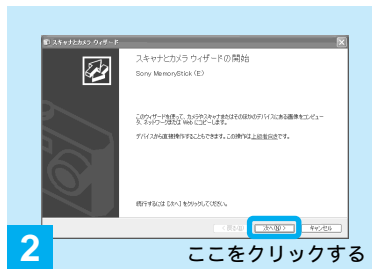 スキャナとカメラ ウィザード
スキャナとカメラ ウィザードの開始
Sony MemoryStick (E)
このウィザードを使って、カメラやスキャナまたはそのほかのデバイスにある画像をコンピュー
タ、ネットワークまたは Web にコピーします。
デバイスから直接操作することもできます。この操作は上級者向きです。
続行するには [次へ] をクリックしてください。
< 戻る(B) 次へ(N) > キャンセル
2 ここをクリックする